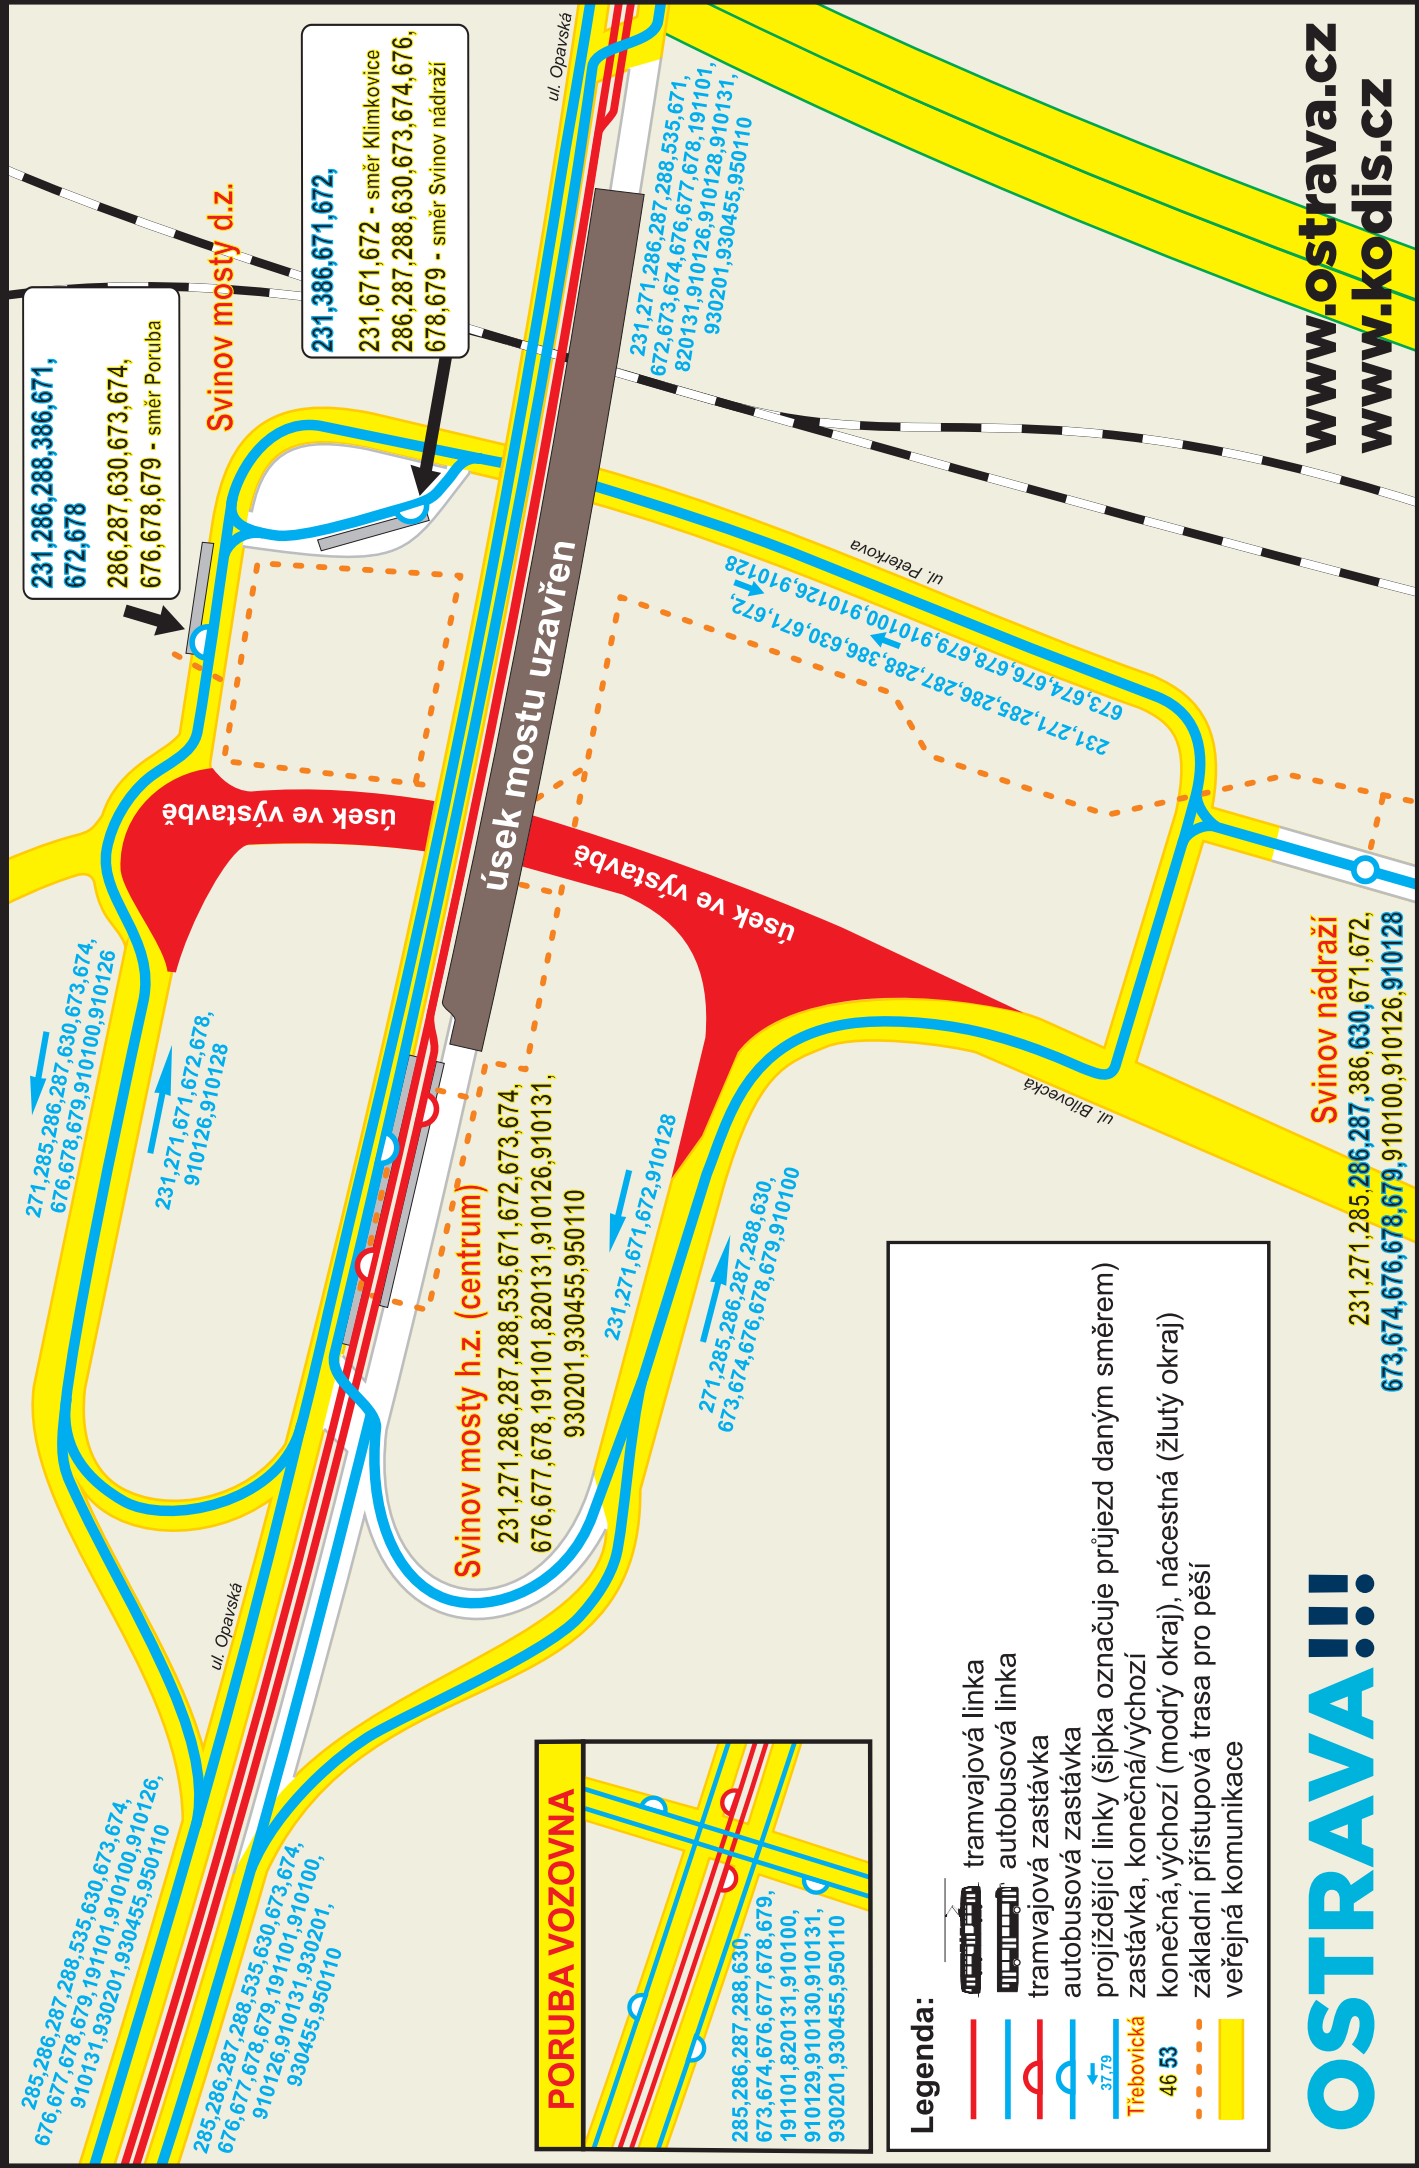 231,286,288,386,671,
672,678
286,287,630,673,674,
676,678,679 - směr Poruba
Svinov mosty d.z.
231,386,671,672,
231,671,672 - směr Klimkovice
286,287,288,630,673,674,676,
678,679 - směr Svinov nádraží
ul. Opavská
231,271,286,287,288,535,671,
672,673,674,676,677,678,191101,
820131,910126,910128,910131,
930201,930455,950110
www.ostrava.cz
www.kodis.cz
úsek mostu uzavřen
úsek ve výstavbě
úsek ve výstavbě
ul. Peterkova
231,271,285,286,287,288,386,630,671,672,
673,674,676,678,679,910100,910126,910128
271,285,286,287,630,673,674,
676,678,679,910100,910126
231,271,671,672,678,
910126,910128
Svinov mosty h.z. (centrum)
231,271,286,287,288,535,671,672,673,674,
676,677,678,191101,820131,910126,910131,
930201,930455,950110
231,271,671,672,910128
271,285,286,287,288,630,
673,674,676,678,679,910100
ul. Bílovecká
Svinov nádraží
231,271,285,286,287,386,630,671,672,
673,674,676,678,679,910100,910126,910128
ul. Opavská
285,286,287,288,535,630,673,674,
676,677,678,679,191101,910100,910126,
910131,930201,930455,950110
285,286,287,288,535,630,673,674,
676,677,678,679,191101,910100,
910126,910131,930201,
930455,950110
PORUBA VOZOVNA
285,286,287,288,630,
673,674,676,677,678,679,
191101,820131,910100,
910129,910130,910131,
930201,930455,950110
Legenda:
tramvajová linka
autobusová linka
tramvajová zastávka
autobusová zastávka
37,79 projíždějící linky (šipka označuje průjezd daným směrem)
Třebovická zastávka, konečná/výchozí
46 53 konečná,výchozí (modrý okraj), nácestná (žlutý okraj)
základní přístupová trasa pro pěší
veřejná komunikace
OSTRAVA!!!